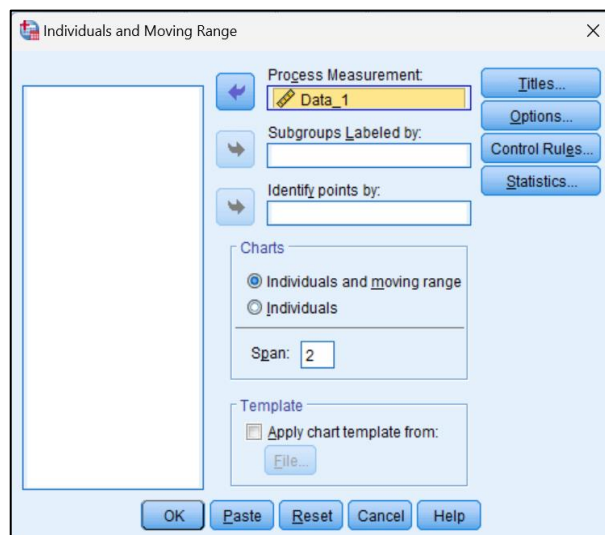 Individuals and Moving Range
Process Measurement:
Data_1
Subgroups Labeled by:
Identify points by:
Charts
Individuals and moving range
Individuals
Span: 2
Template
Apply chart template from:
File...
Titles...
Options...
Control Rules...
Statistics...
OK Paste Reset Cancel Help